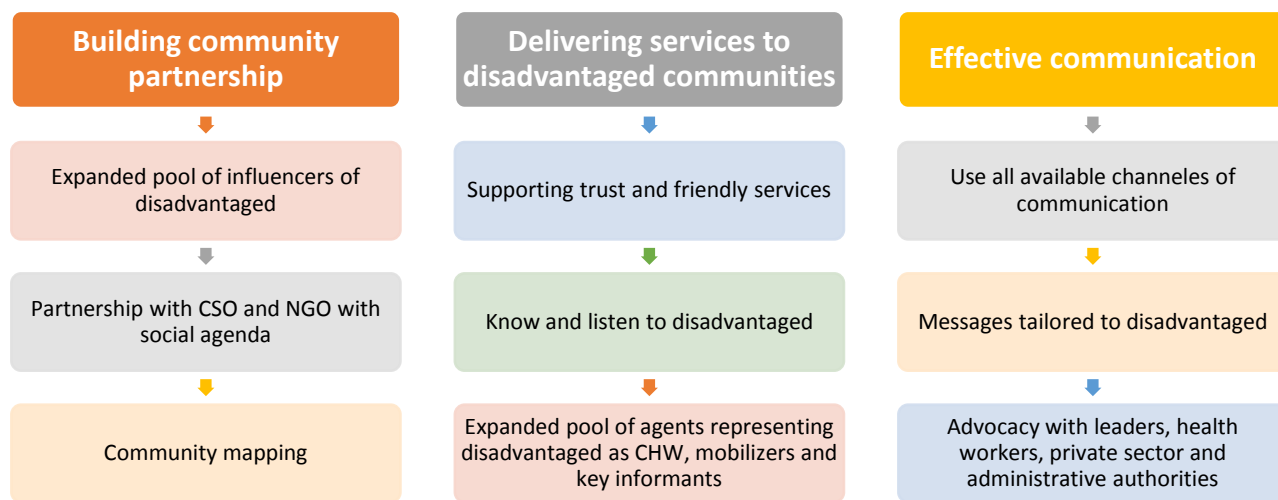 Building community
partnership
Expanded pool of influencers of
disadvantaged
Partnership with CSO and NGO with
social agenda
Community mapping
Delivering services to
disadvantaged communities
Supporting trust and friendly services
Know and listen to disadvantaged
Expanded pool of agents representing
disadvantaged as CHW, mobilizers and
key informants
Effective communication
Use all available channeles of
communication
Messages tailored to disadvantaged
Advocacy with leaders, health
workers, private sector and
administrative authorities